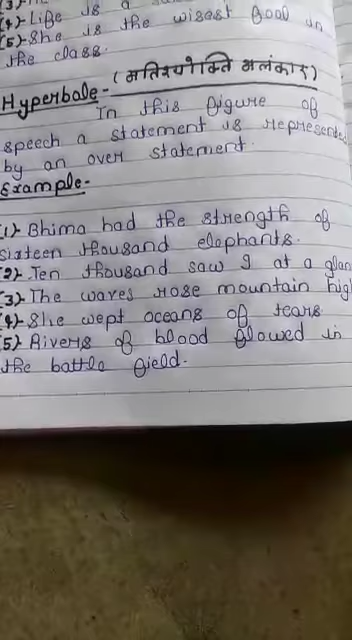 (4)- Life is a
(5)- She is the wisest fool in
the class.
Hyperbole - (अतिशयोक्ति अलंकार)
In this figure of
speech a statement is represente
by an over statement.
Example -
(1)- Bhima had the strength of
sixteen thousand elephants.
(2)- Ten thousand saw I at a glan
(3)- The waves rose mountain hig
(4)- She wept oceans of tears
(5)- Rivers of blood flowed in
the battle field -